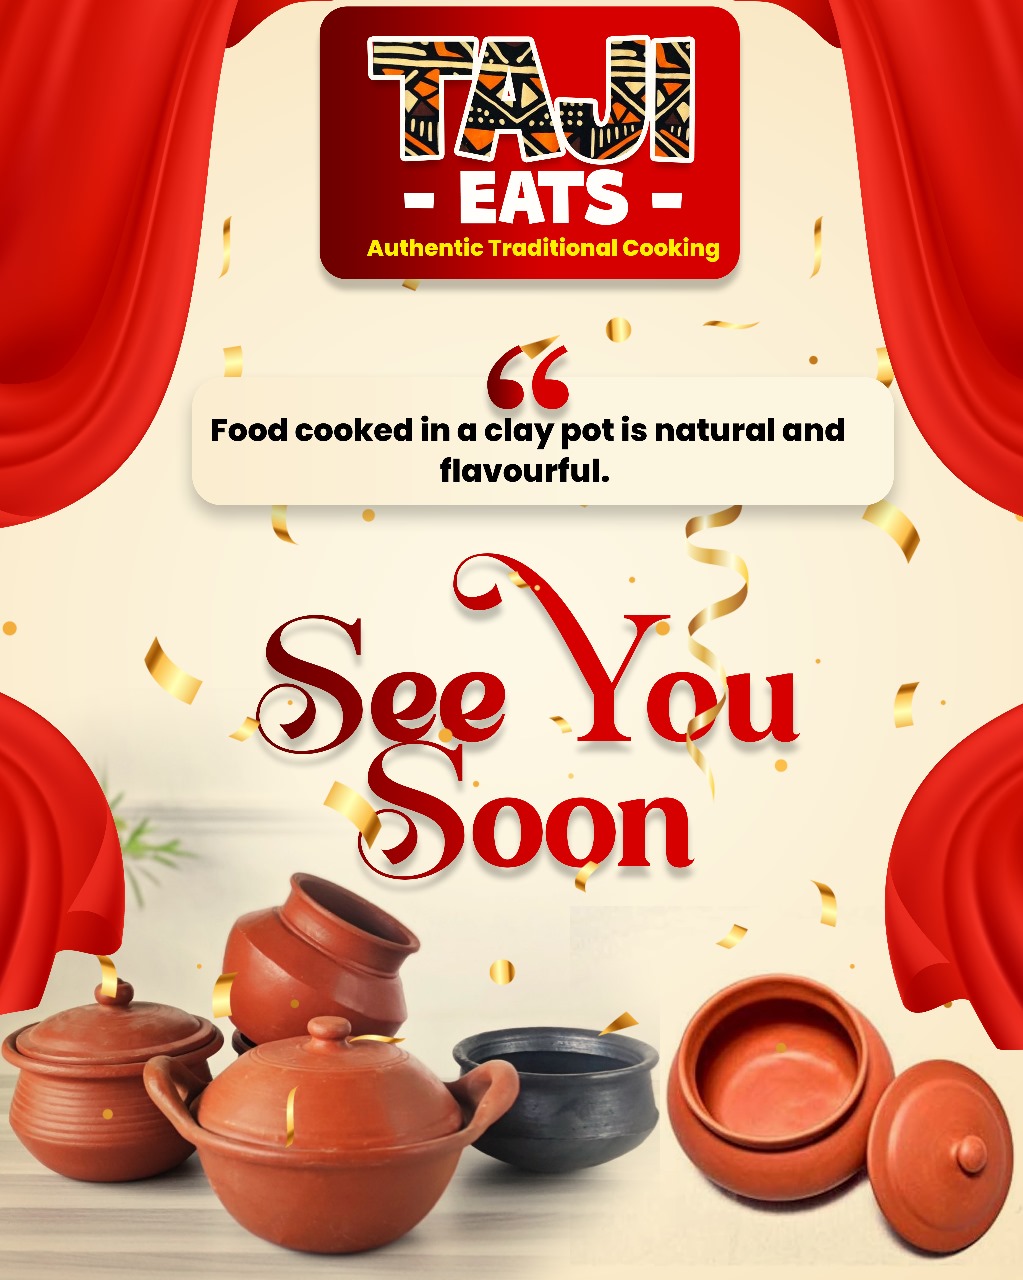 TAJI
- EATS -
Authentic Traditional Cooking
“
Food cooked in a clay pot is natural and
flavourful.
See You
Soon